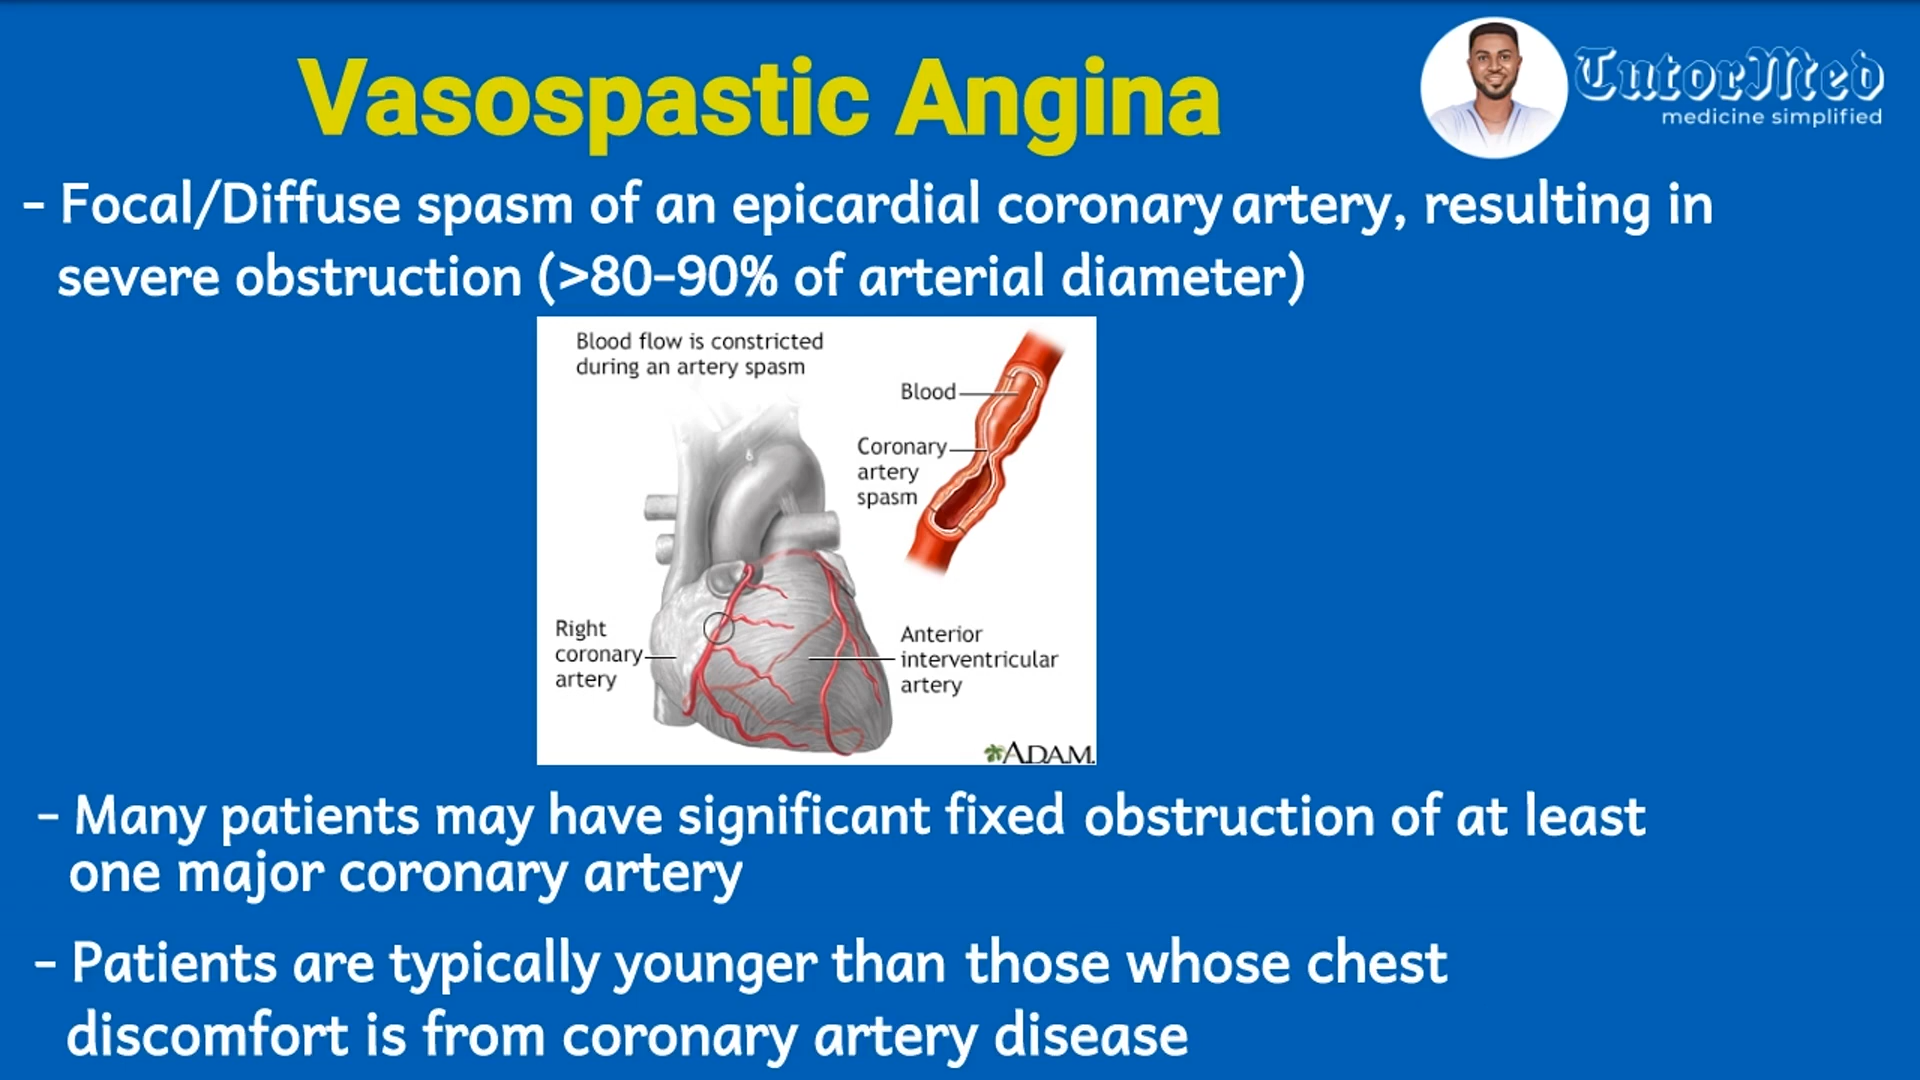 Vasospastic Angina
TutorMed
medicine simplified
- Focal/Diffuse spasm of an epicardial coronary artery, resulting in
severe obstruction (>80-90% of arterial diameter)
Blood flow is constricted
during an artery spasm
Blood
Coronary
artery
spasm
Right
coronary
artery
Anterior
interventricular
artery
ADAM.
- Many patients may have significant fixed obstruction of at least
one major coronary artery
- Patients are typically younger than those whose chest
discomfort is from coronary artery disease